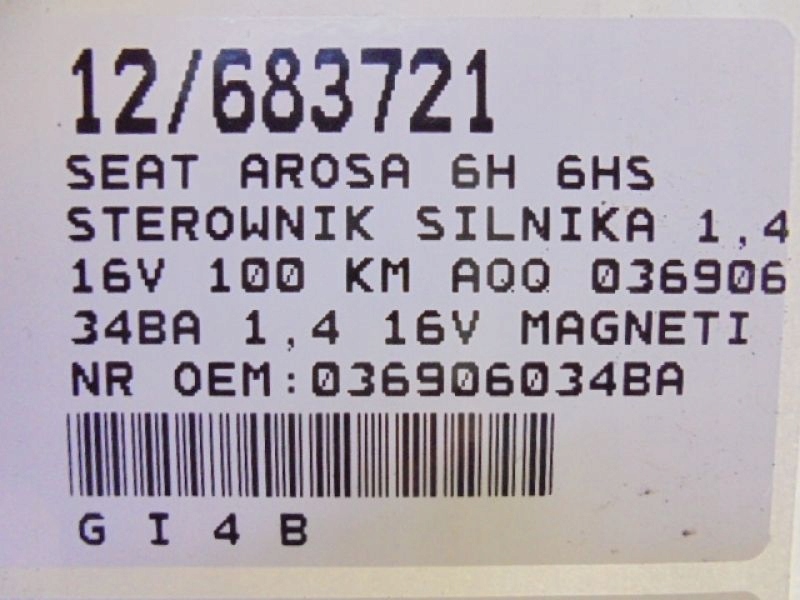 12/683721
SEAT AROSA 6H 6HS
STEROWNIK SILNIKA 1,4
16V 100 KM AQQ 036906
34BA 1,4 16V MAGNETI
NR OEM:036906034BA
G I 4 B